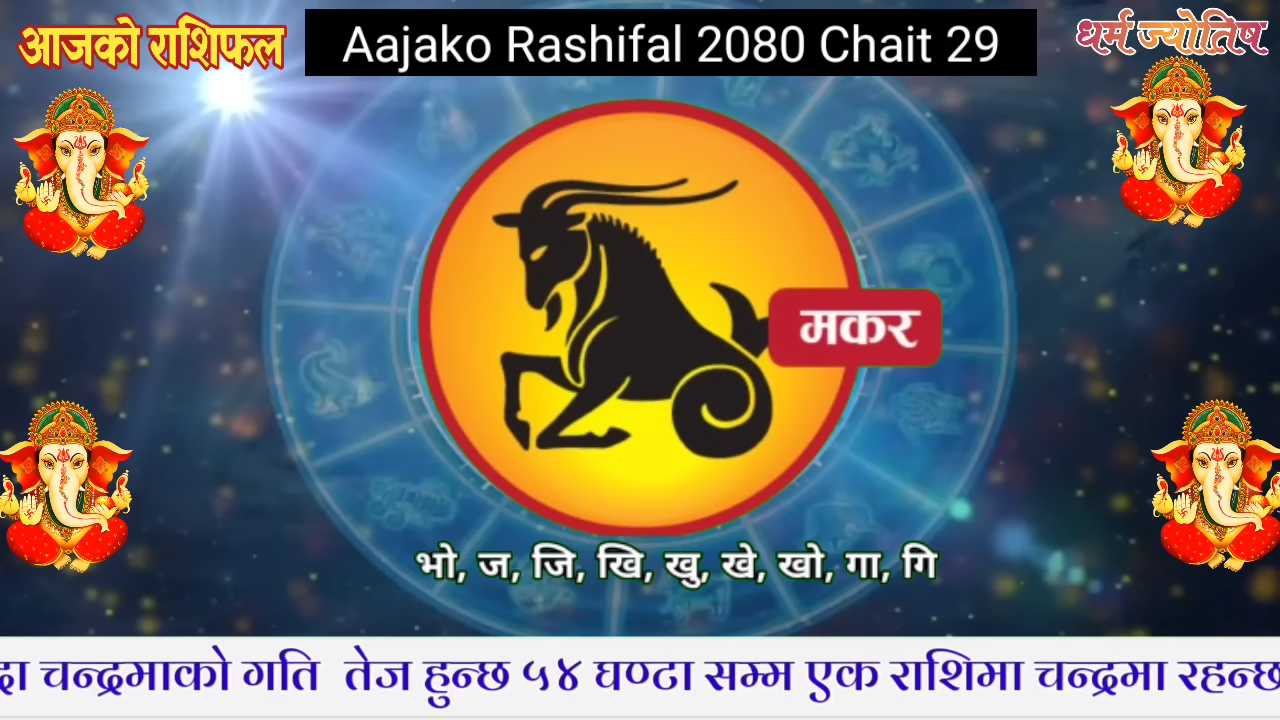 आजको राशिफल
Aajako Rashifal 2080 Chait 29
धर्म ज्योतिष
मकर
भो, ज, जि, खि, खु, खे, खो, गा, गि
चन्द्रमाको गति तेज हुन्छ ५४ घण्टा सम्म एक राशिमा चन्द्रमा रहन्छ